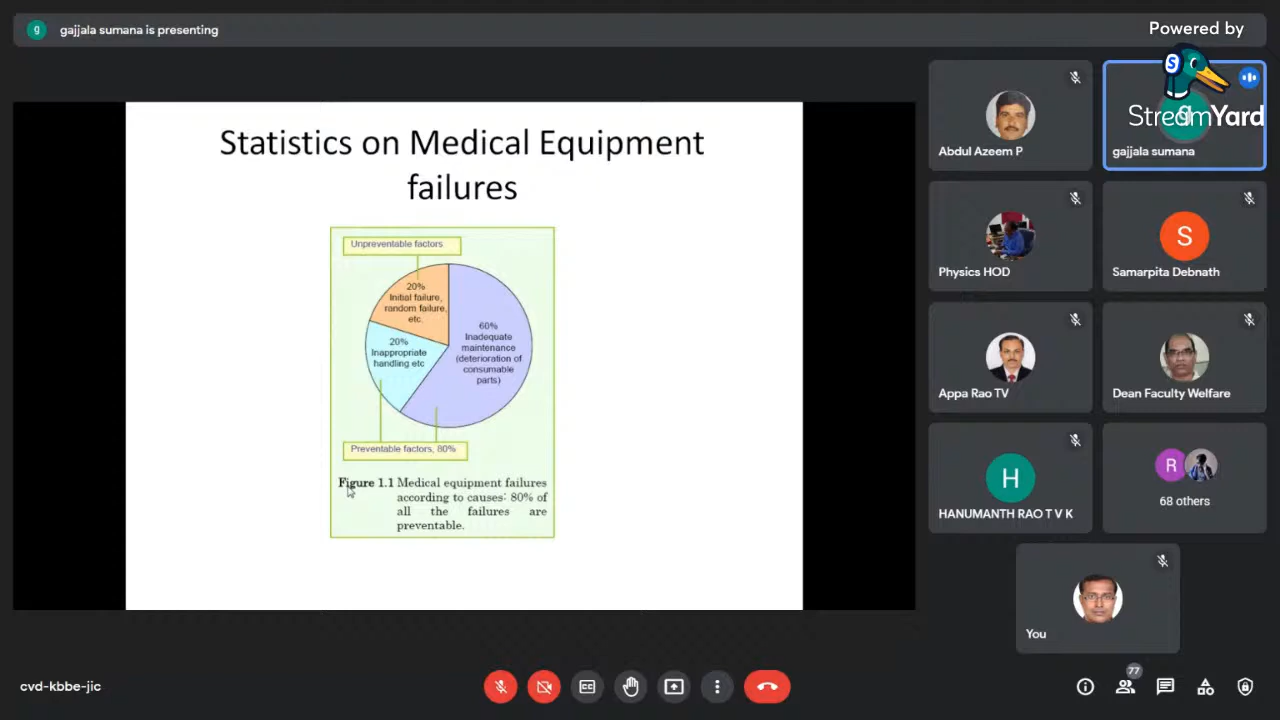 g
gajjala sumana is presenting
Powered by
StreamYard
S
Statistics on Medical Equipment
failures
Unpreventable factors
20%
Initial failure,
random failure,
etc.
60%
Inadequate
maintenance
(deterioration of
consumable
parts)
20%
Inappropriate
handling etc
Preventable factors, 80%
Figure 1.1 Medical equipment failures
according to causes: 80% of
all the failures are
preventable.
Abdul Azeem P
g
gajjala sumana
Physics HOD
S
Samarpita Debnath
Appa Rao TV
Dean Faculty Welfare
H
HANUMANTH RAO T V K
R
68 others
You
cvd-kbbe-jic
CC
77